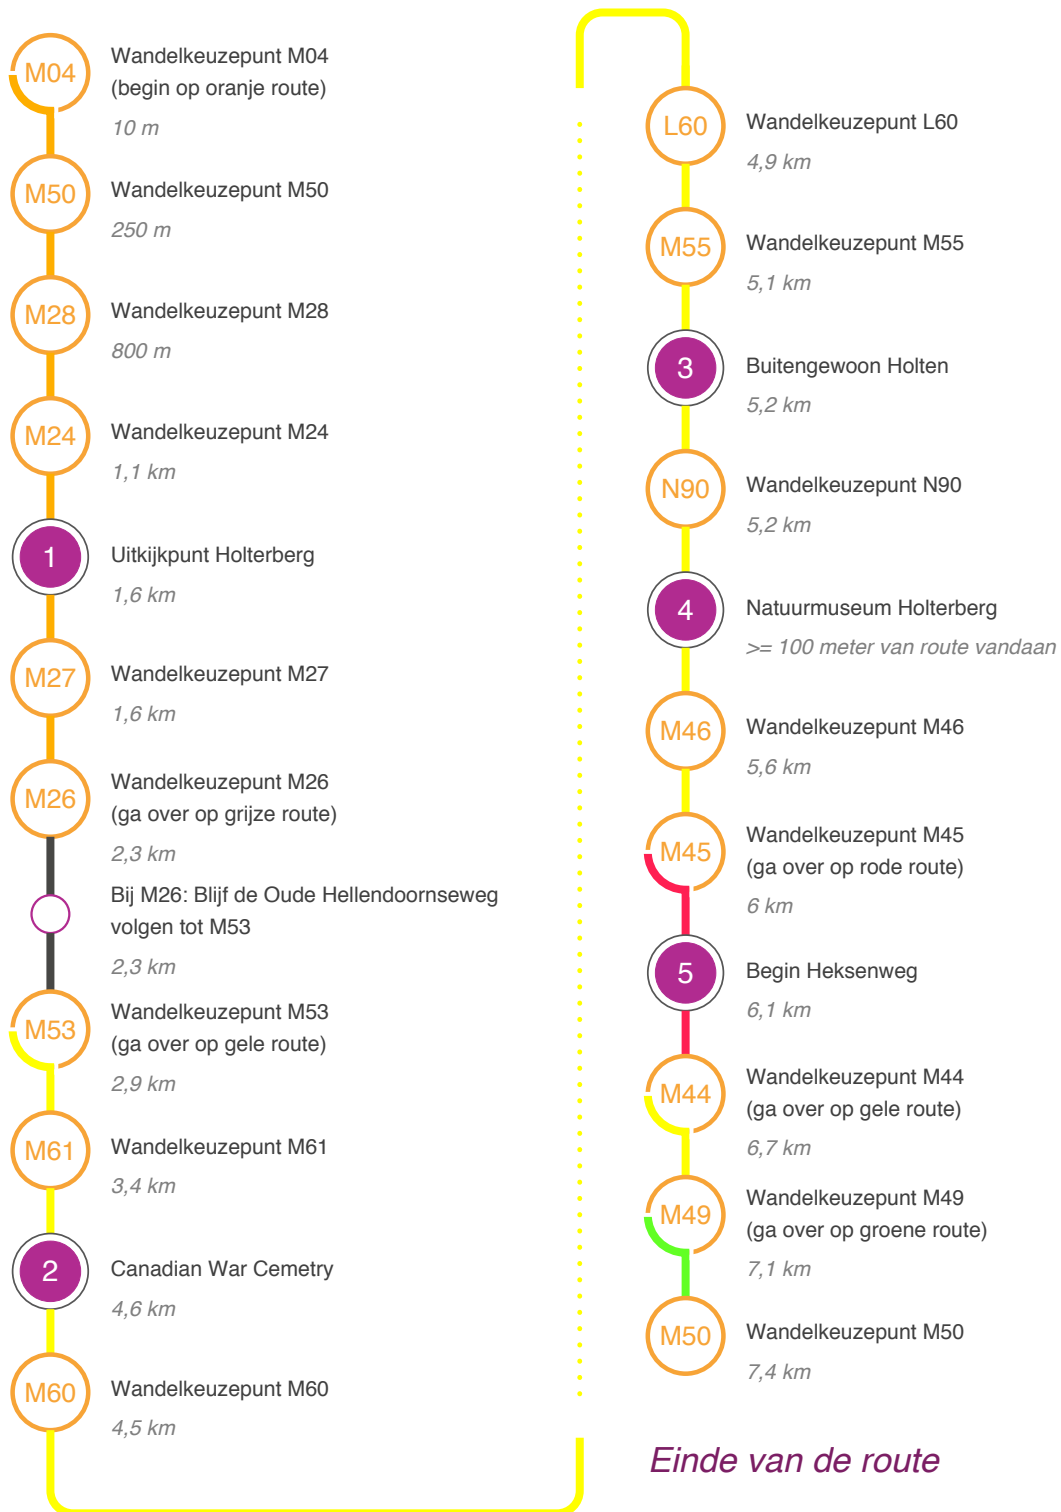 M04
Wandelkeuzepunt M04
(begin op oranje route)
10 m
M50
Wandelkeuzepunt M50
250 m
M28
Wandelkeuzepunt M28
800 m
M24
Wandelkeuzepunt M24
1,1 km
1
Uitkijkpunt Holterberg
1,6 km
M27
Wandelkeuzepunt M27
1,6 km
M26
Wandelkeuzepunt M26
(ga over op grijze route)
2,3 km
Bij M26: Blijf de Oude Hellendoornseweg
volgen tot M53
2,3 km
M53
Wandelkeuzepunt M53
(ga over op gele route)
2,9 km
M61
Wandelkeuzepunt M61
3,4 km
2
Canadian War Cemetry
4,6 km
M60
Wandelkeuzepunt M60
4,5 km
L60
Wandelkeuzepunt L60
4,9 km
M55
Wandelkeuzepunt M55
5,1 km
3
Buitengewoon Holten
5,2 km
N90
Wandelkeuzepunt N90
5,2 km
4
Natuurmuseum Holterberg
>= 100 meter van route vandaan
M46
Wandelkeuzepunt M46
5,6 km
M45
Wandelkeuzepunt M45
(ga over op rode route)
6 km
5
Begin Heksenweg
6,1 km
M44
Wandelkeuzepunt M44
(ga over op gele route)
6,7 km
M49
Wandelkeuzepunt M49
(ga over op groene route)
7,1 km
M50
Wandelkeuzepunt M50
7,4 km
Einde van de route